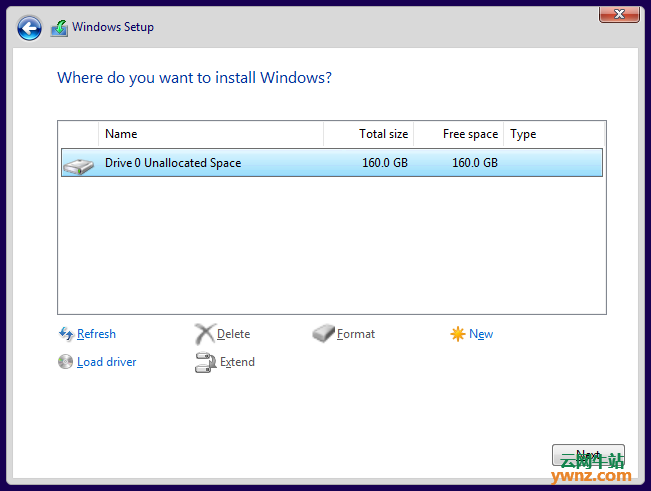 Windows Setup
Where do you want to install Windows?
Name Total size Free space Type
Drive 0 Unallocated Space 160.0 GB 160.0 GB
Refresh Delete Format New
Load driver Extend
Next
云网牛站
ywnz.com